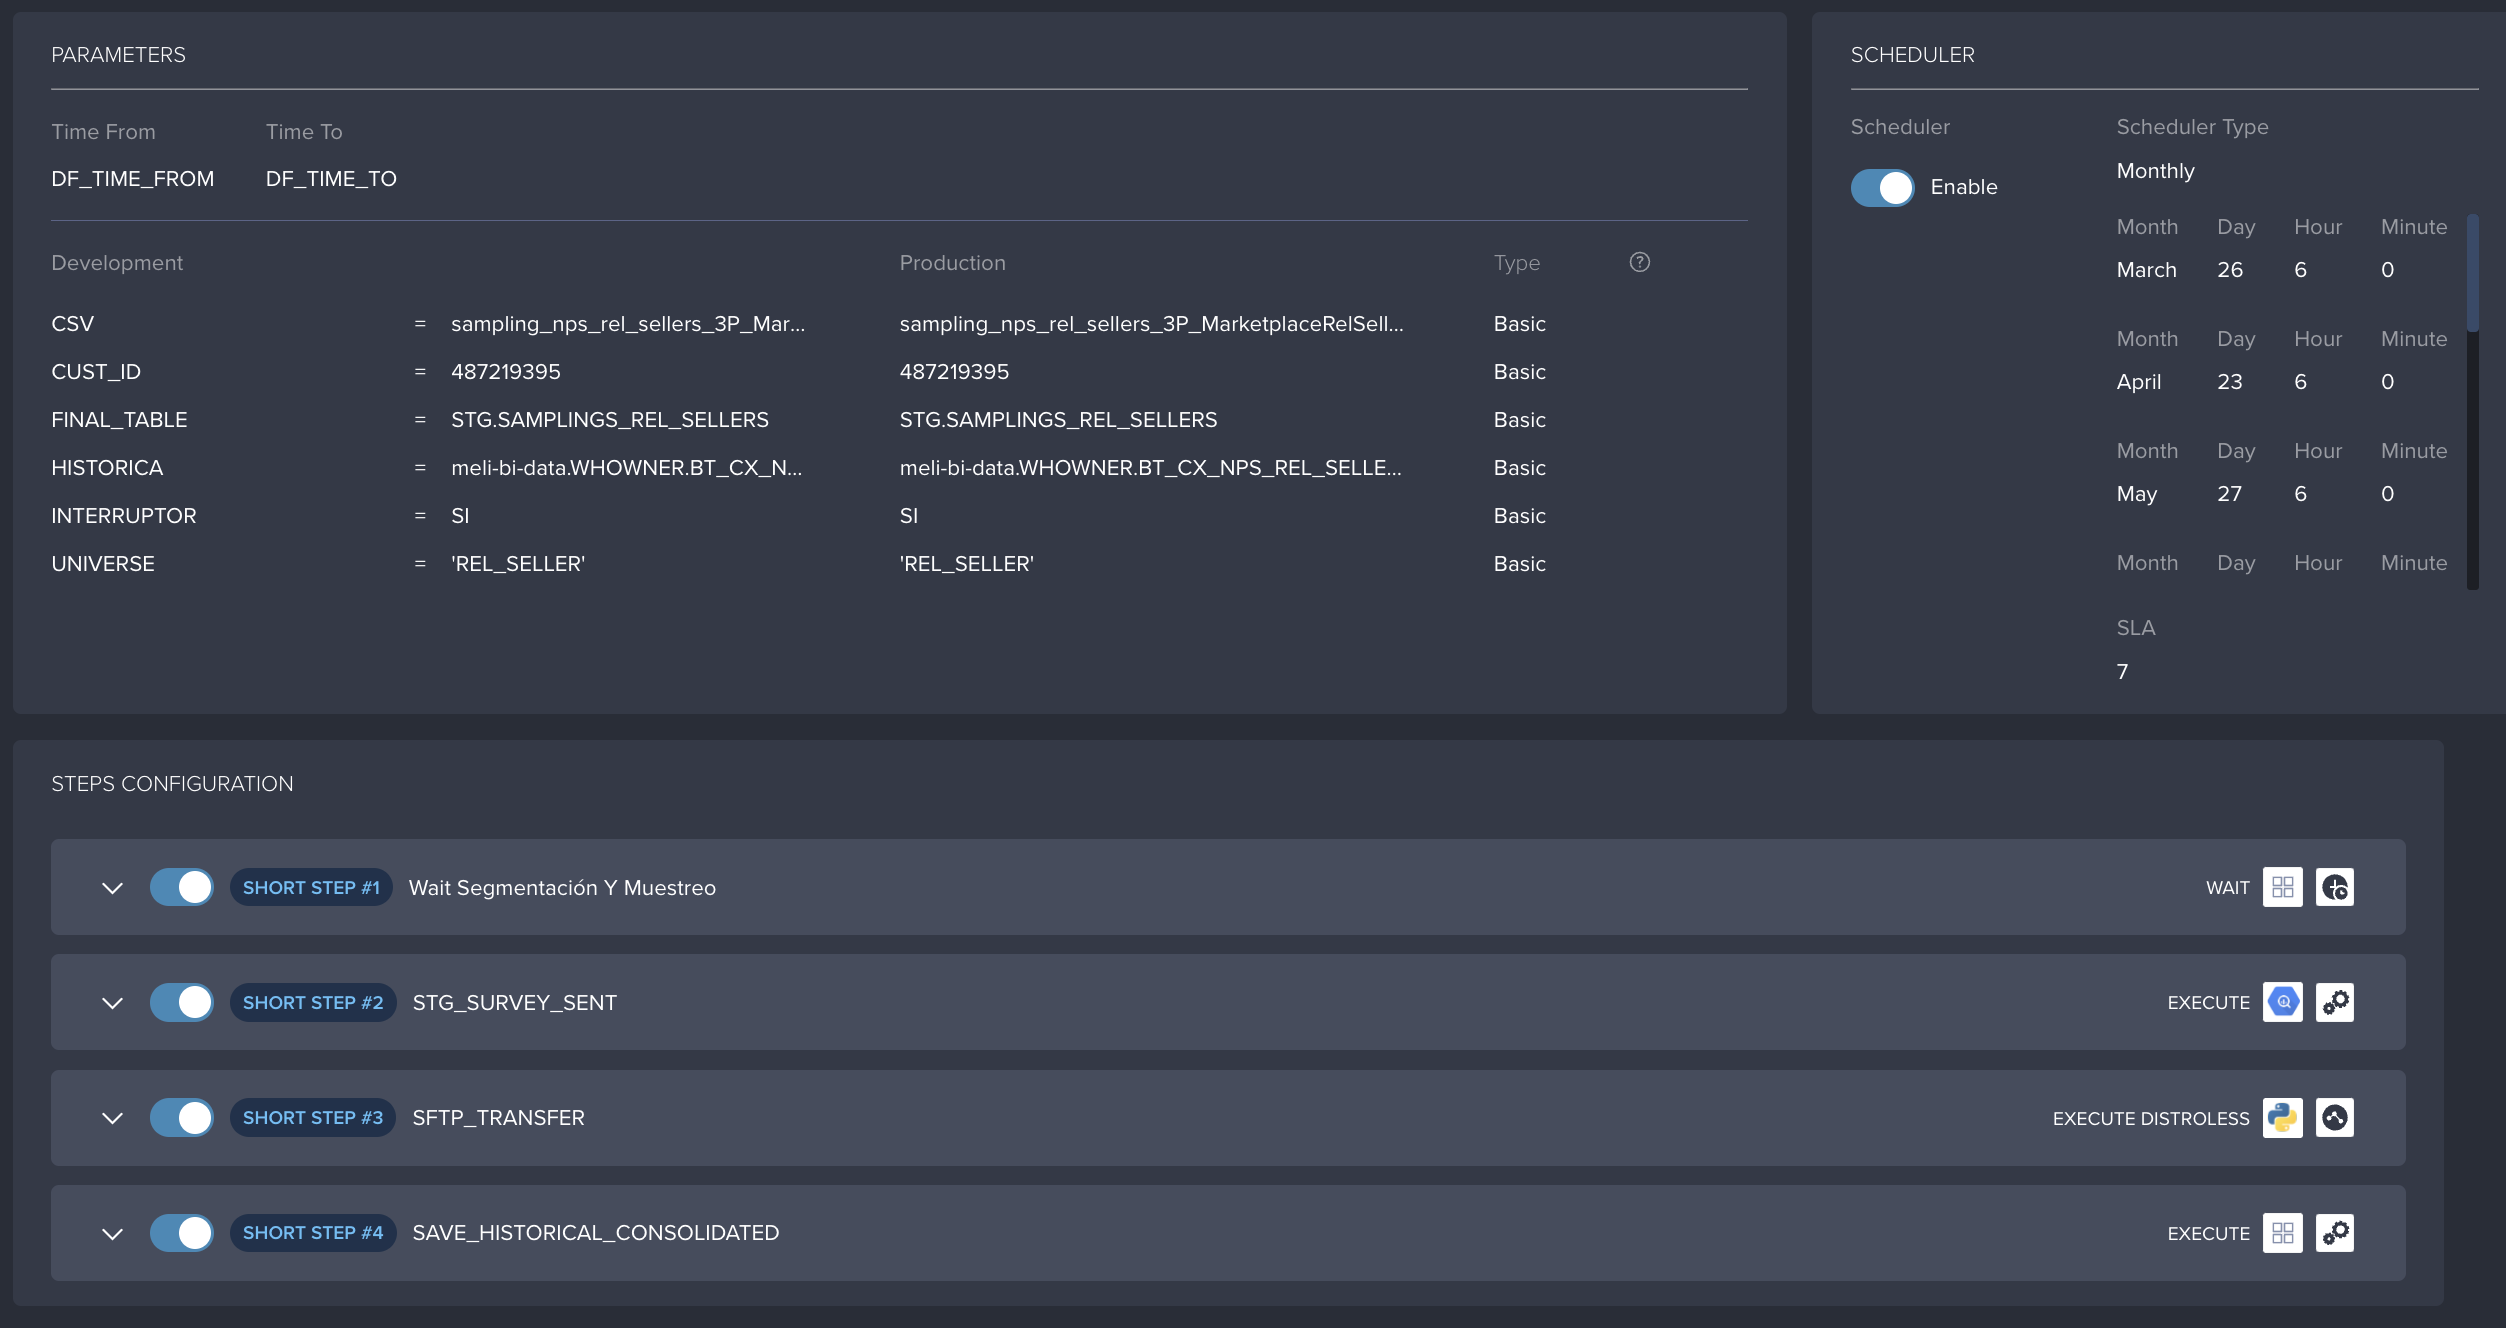 PARAMETERS
Time From Time To
DF_TIME_FROM DF_TIME_TO
Development Production Type ?
CSV = sampling_nps_rel_sellers_3P_Mar... sampling_nps_rel_sellers_3P_MarketplaceRelSell... Basic
CUST_ID = 487219395 487219395 Basic
FINAL_TABLE = STG.SAMPLINGS_REL_SELLERS STG.SAMPLINGS_REL_SELLERS Basic
HISTORICA = meli-bi-data.WHOWNER.BT_CX_N... meli-bi-data.WHOWNER.BT_CX_NPS_REL_SELLE... Basic
INTERRUPTOR = SI SI Basic
UNIVERSE = 'REL_SELLER' 'REL_SELLER' Basic
SCHEDULER
Scheduler Scheduler Type
Enable Monthly
Month Day Hour Minute
March 26 6 0
Month Day Hour Minute
April 23 6 0
Month Day Hour Minute
May 27 6 0
Month Day Hour Minute
SLA
7
STEPS CONFIGURATION
SHORT STEP #1 Wait Segmentación Y Muestreo WAIT
SHORT STEP #2 STG_SURVEY_SENT EXECUTE
SHORT STEP #3 SFTP_TRANSFER EXECUTE DISTROLESS
SHORT STEP #4 SAVE_HISTORICAL_CONSOLIDATED EXECUTE